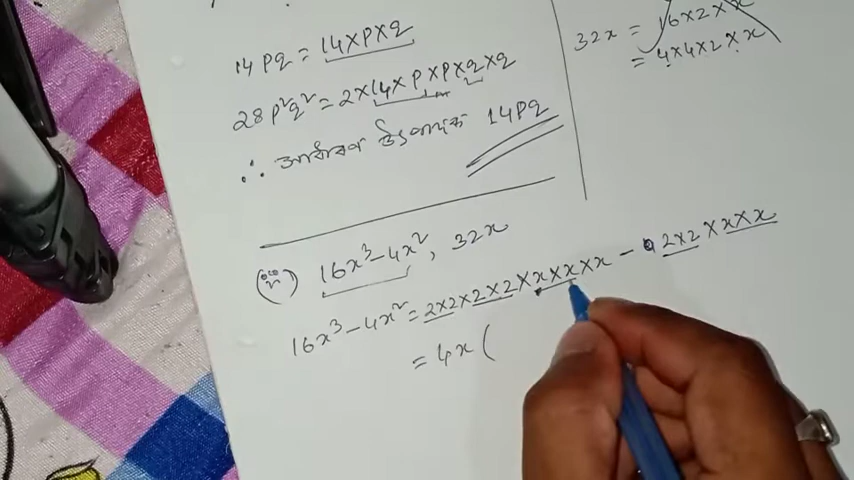 14pq = 14×p×q
28p²q² = 2×14×p×p×q×q
∴ সাধাৰণ উৎপাদক 14pq
32x = 16×2×x
= 4×4×2×x
16x³-4x², 32x
16x³-4x² = 2×2×2×2×x×x×x - 2×2×x×x
= 4x(